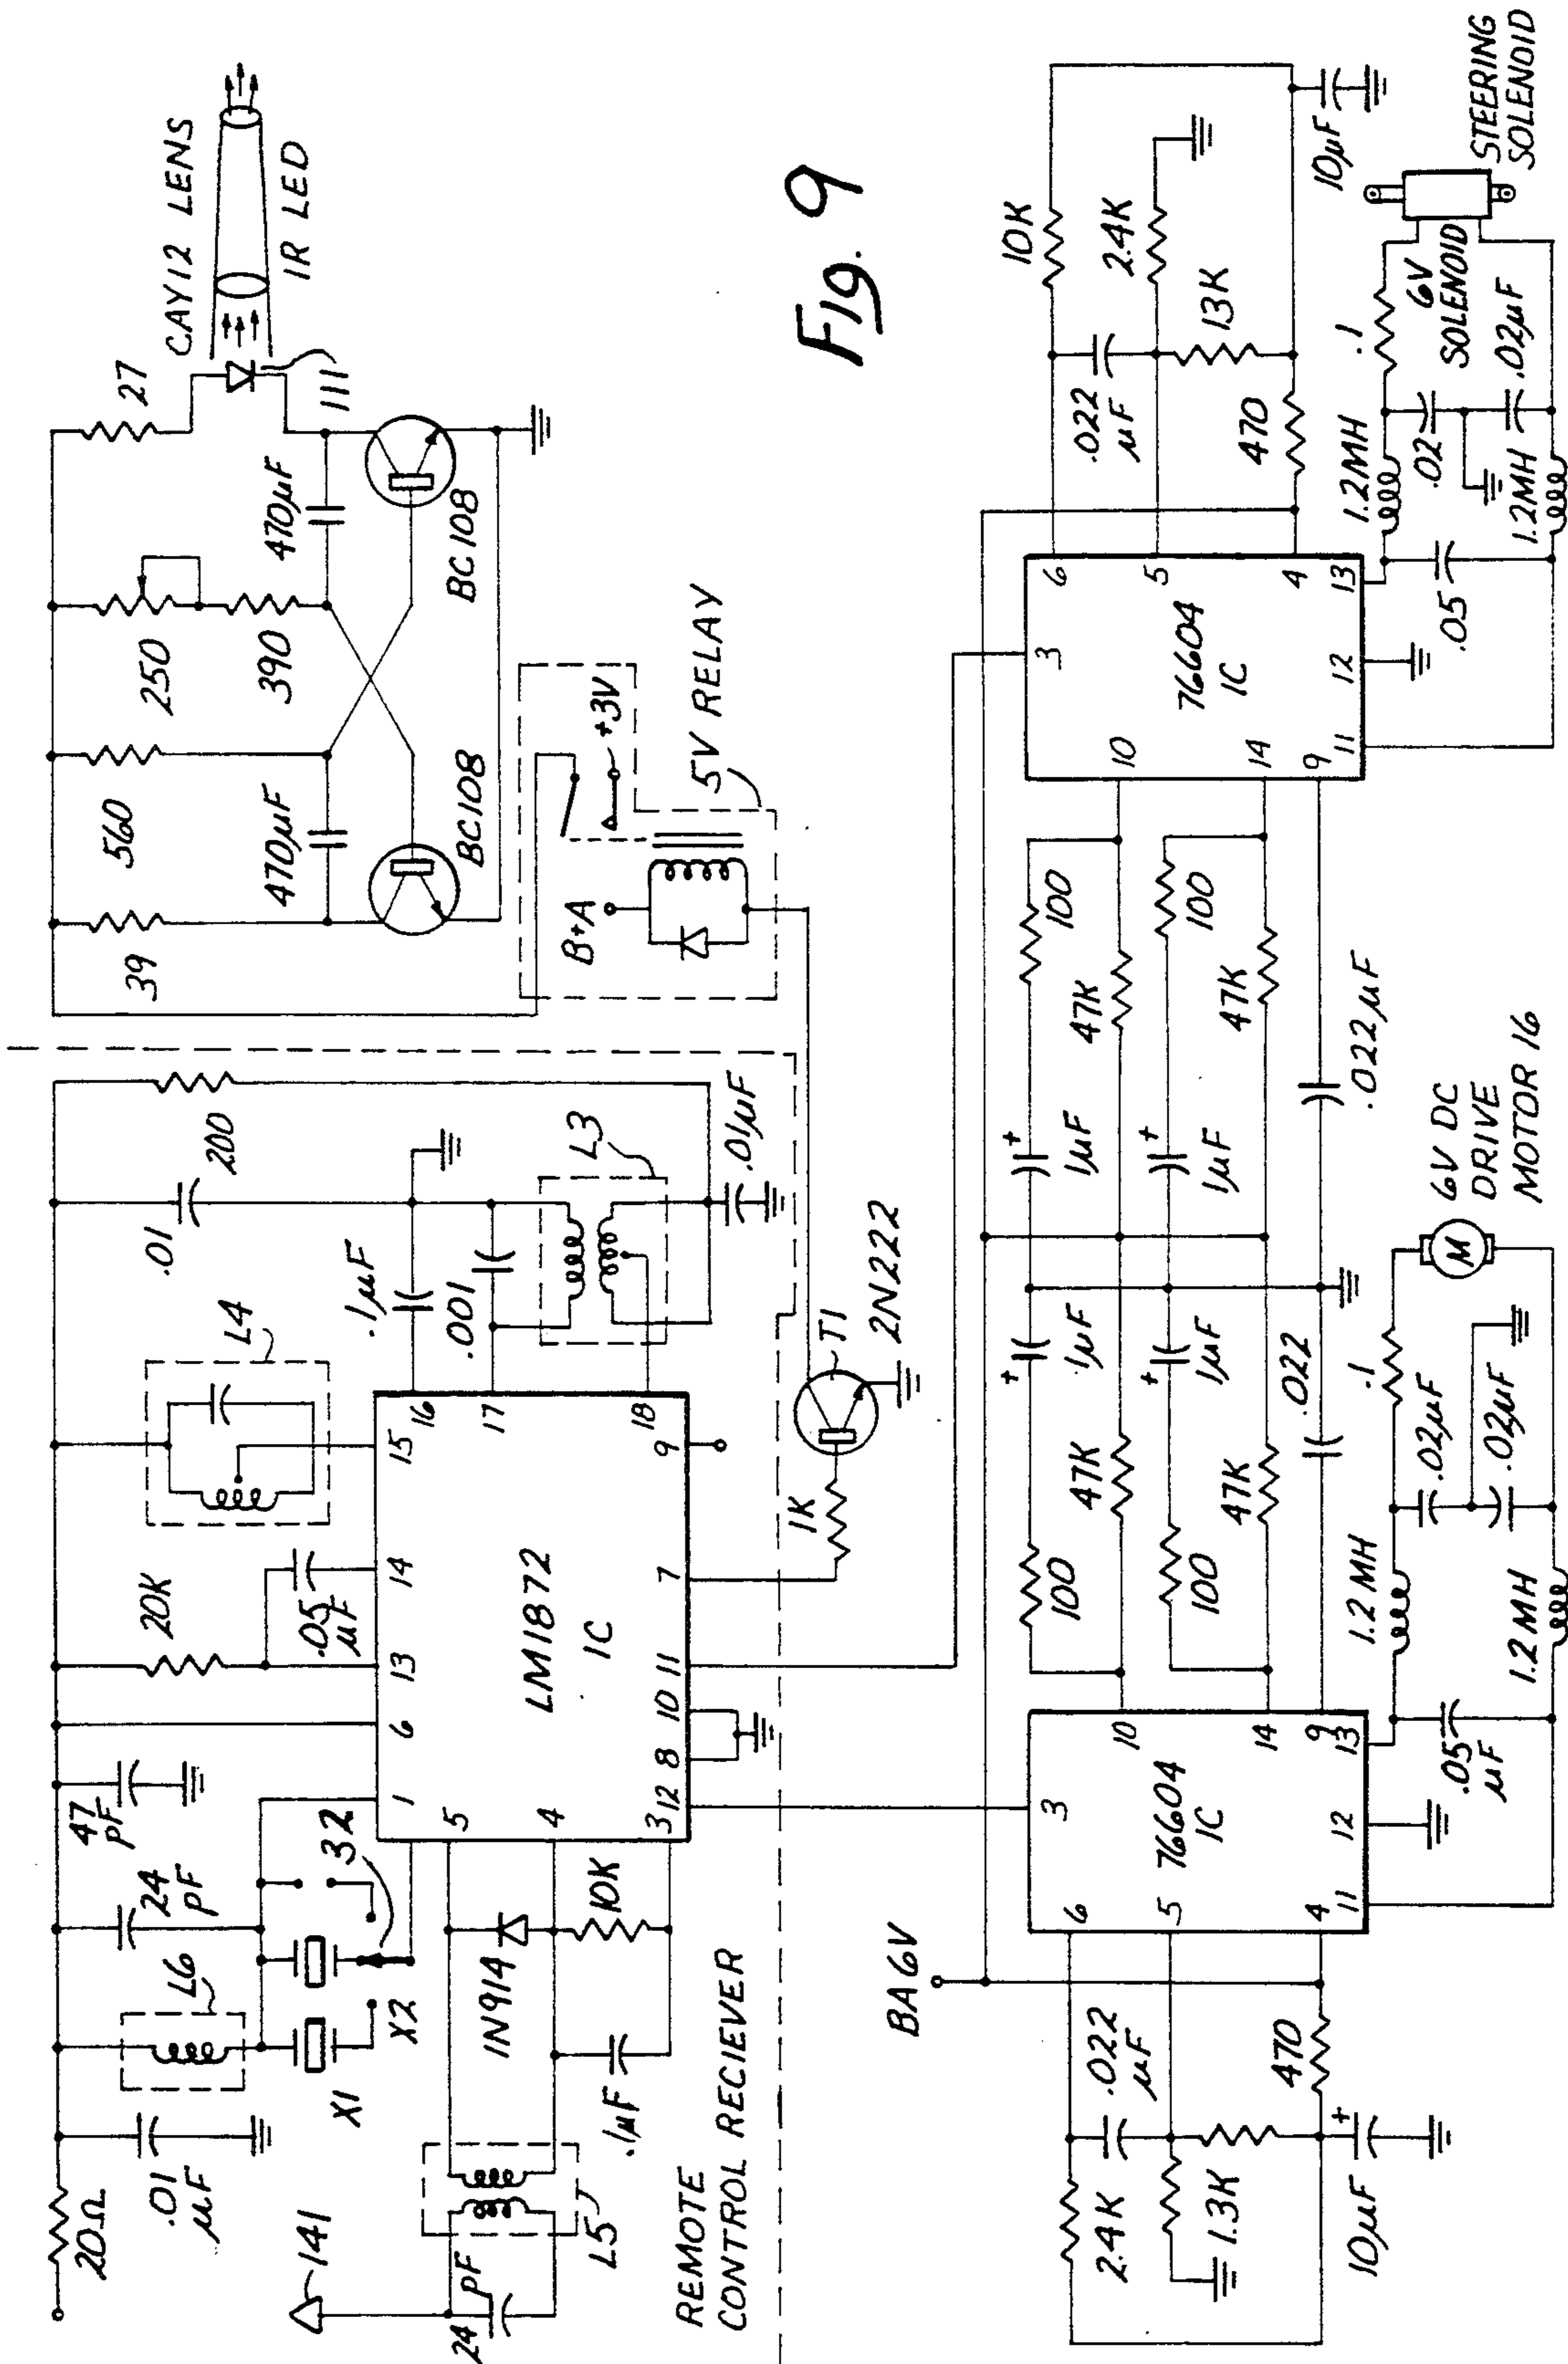 20Ω
.01
µF
L6
X1
X2
24
pF
47
pF
32
20K
.05
µF
L4
.01
200
.1µF
.001
L3
.01µF
141
24
pF
L5
1N914
10K
.1µF
1
6
13
14
15
16
17
18
5
4
3
12
8
10
11
7
9
LM1872
IC
1K
T1
2N222
REMOTE
CONTROL RECIEVER
39
560
250
390
27
470µF
470µF
BC108
BC108
CAY12 LENS
IR LED
111
+3V
B+A
5V RELAY
Fig. 9
BA 6V
2.4K
.022
µF
1.3K
470
10µF
3
6
5
4
10
14
9
13
11
12
76604
IC
.05
µF
1.2 MH
1.2 MH
.02µF
.02µF
.1
6V DC
DRIVE
MOTOR 16
M
100
47K
100
47K
+
1µF
+
1µF
.022
+
1µF
+
1µF
.022µF
100
47K
100
47K
3
10
14
9
6
5
4
13
11
12
76604
IC
10K
.022
µF
2.4K
13K
470
10µF
.05
1.2MH
1.2MH
.02
.02µF
.1
6V
SOLENOID
STEERING
SOLENOID
+